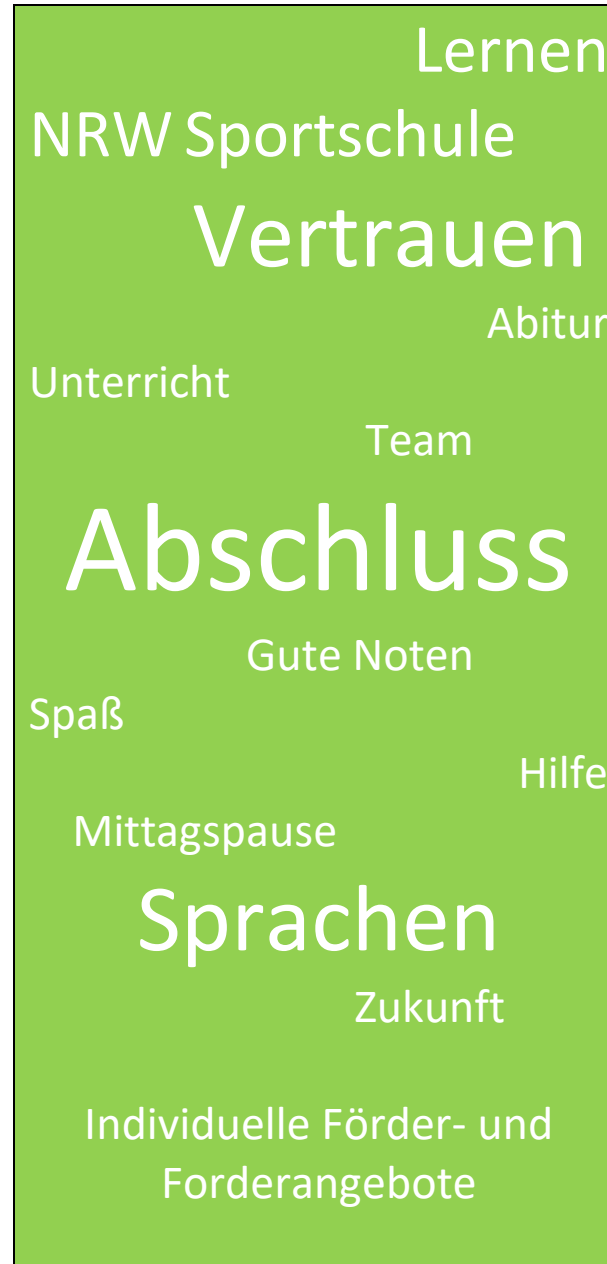 Lernen
NRW Sportschule
Vertrauen
Abitur
Unterricht
Team
Abschluss
Gute Noten
Spaß
Hilfe
Mittagspause
Sprachen
Zukunft
Individuelle Förder- und
Forderangebote